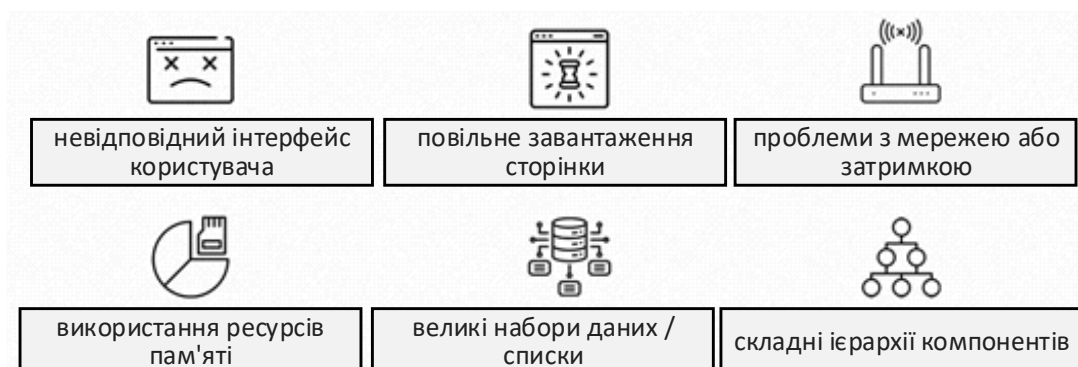 невідповідний інтерфейс
користувача
повільне завантаження
сторінки
проблеми з мережею або
затримкою
використання ресурсів
пам'яті
великі набори даних /
списки
складні ієрархії компонентів